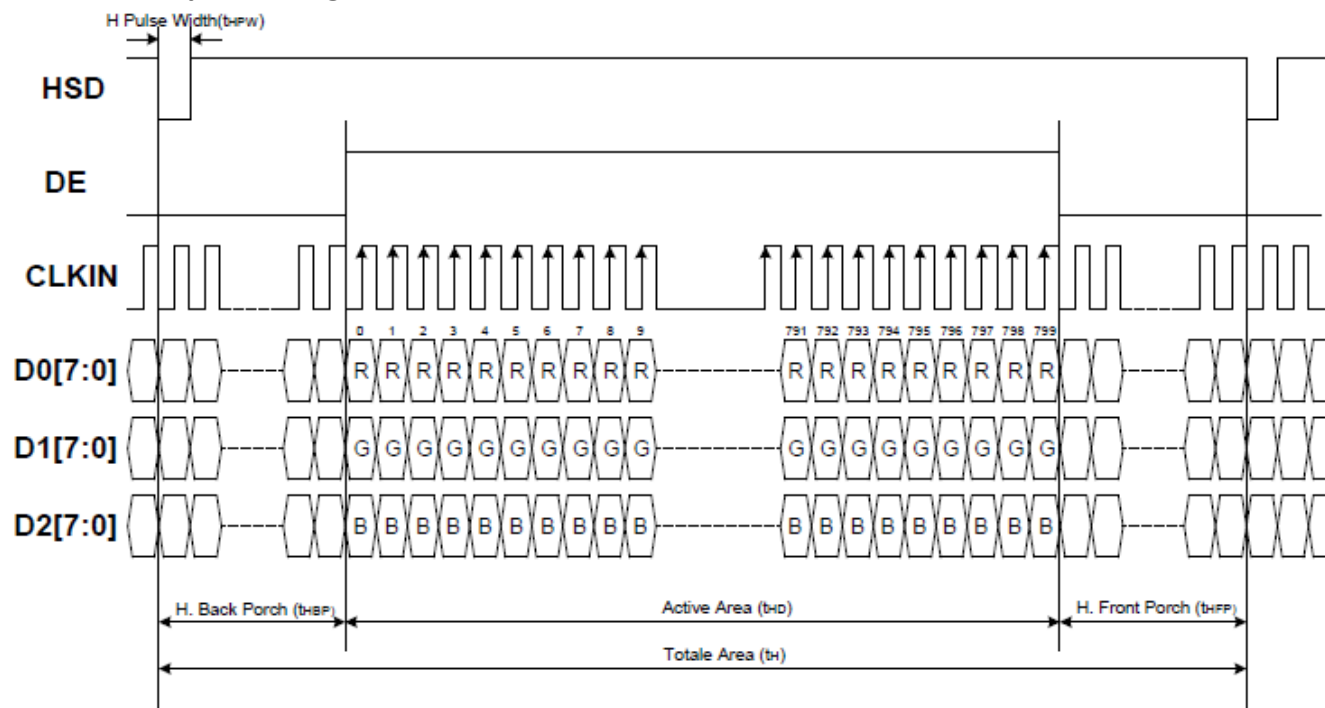 H Pulse Width(tHPW)
HSD
DE
CLKIN
0 1 2 3 4 5 6 7 8 9 791 792 793 794 795 796 797 798 799
D0[7:0] R R R R R R R R R R R R R R R R R R R
D1[7:0] G G G G G G G G G G G G G G G G G G G
D2[7:0] B B B B B B B B B B B B B B B B B B B
H. Back Porch (tHBP) Active Area (tHD) H. Front Porch (tHFP)
Totale Area (tH)